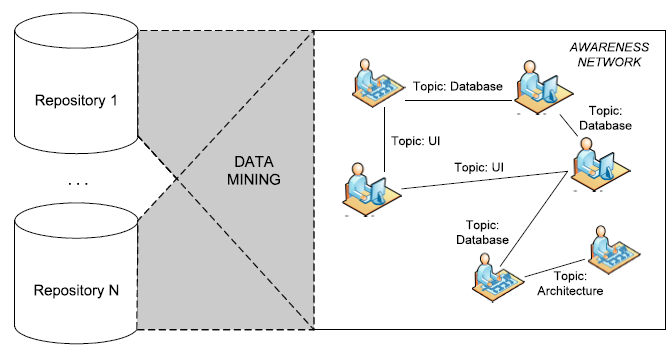 Repository 1
. . .
Repository N
DATA
MINING
AWARENESS
NETWORK
Topic: Database
Topic:
Database
Topic: UI
Topic: UI
Topic:
Database
Topic:
Architecture